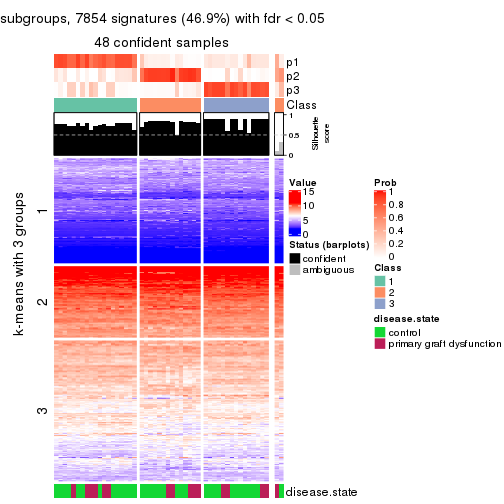 subgroups, 7854 signatures (46.9%) with fdr < 0.05
48 confident samples
p1
p2
p3
Class
1
0.5
0
Silhouette
score
k-means with 3 groups
1
2
3
disease.state
Value
15
10
5
0
Status (barplots)
confident
ambiguous
Prob
1
0.8
0.6
0.4
0.2
0
Class
1
2
3
disease.state
control
primary graft dysfunction